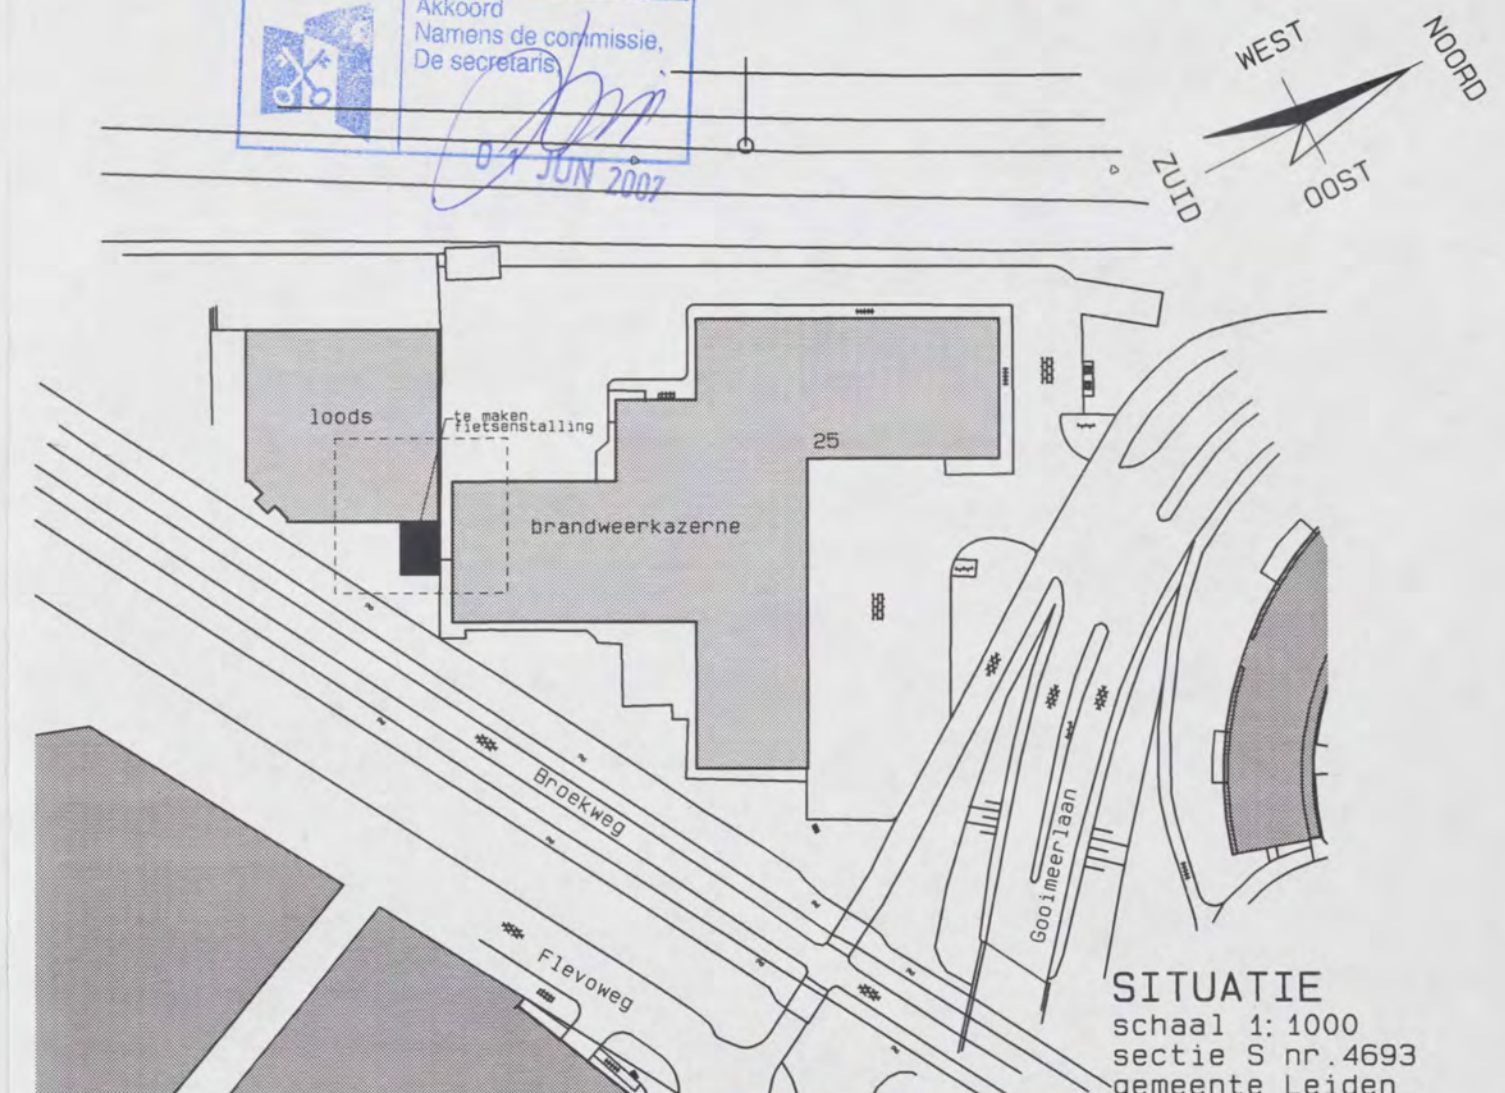 Akkoord
Namens de commissie,
De secretaris,
01 JUN 2007
WEST
NOORD
ZUID
OOST
loods
te maken
fietsenstalling
25
brandweerkazerne
Broekweg
Gooimeerlaan
Flevoweg
SITUATIE
schaal 1:1000
sectie S nr.4693
gemeente Leiden